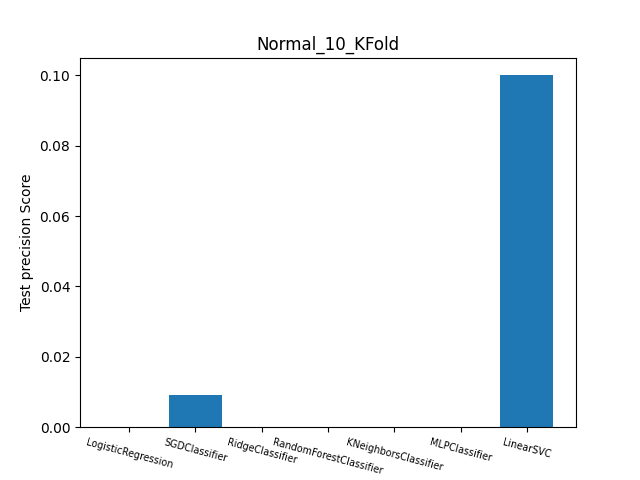 Normal_10_KFold
Test precision Score
0.10
0.08
0.06
0.04
0.02
0.00
LogisticRegression
SGDClassifier
RidgeClassifier
RandomForestClassifier
KNeighborsClassifier
MLPClassifier
LinearSVC